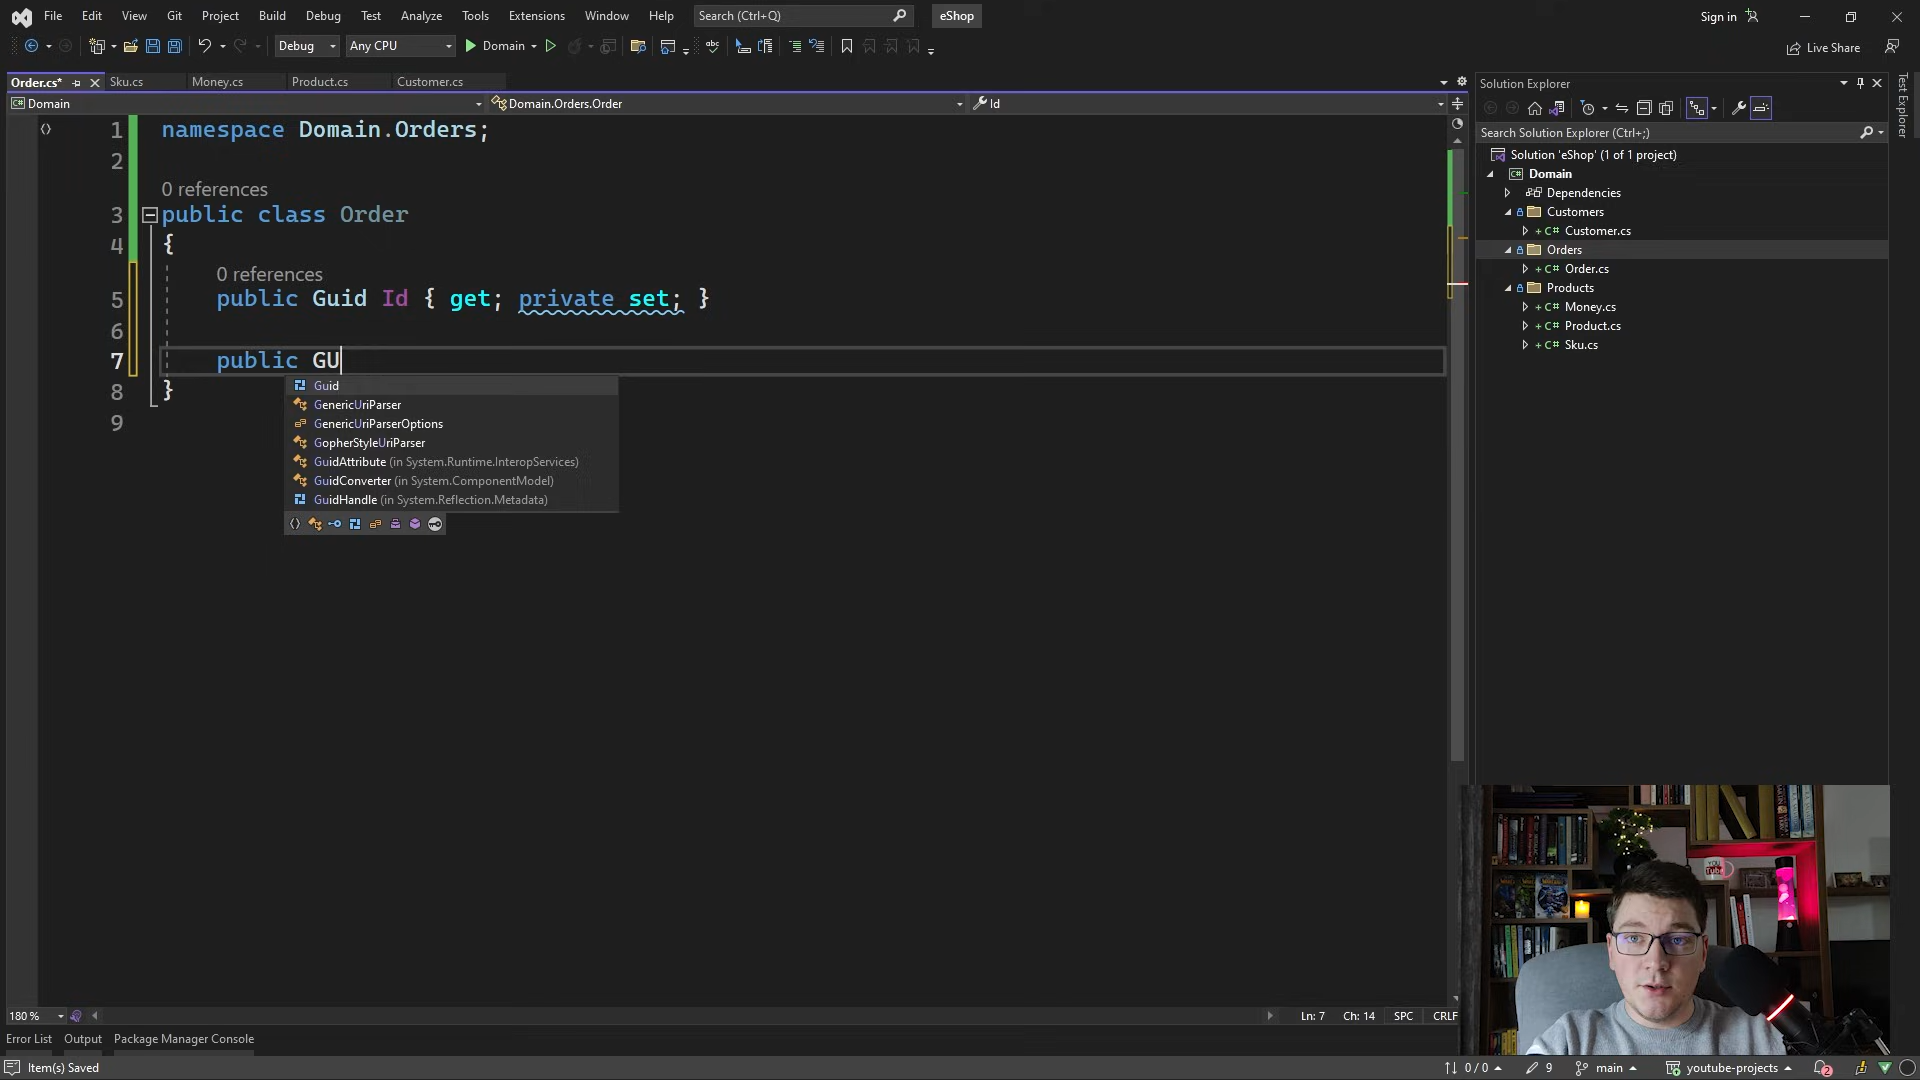 File Edit View Git Project Build Debug Test Analyze Tools Extensions Window Help Search (Ctrl+Q) eShop Sign in
Debug Any CPU Domain Live Share
Order.cs* Sku.cs Money.cs Product.cs Customer.cs
Domain Domain.Orders.Order Id
1 namespace Domain.Orders;
2
0 references
3 public class Order
4 {
0 references
5 public Guid Id { get; private set; }
6
7 public GU
8 }
9
Guid
GenericUriParser
GenericUriParserOptions
GopherStyleUriParser
GuidAttribute (in System.Runtime.InteropServices)
GuidConverter (in System.ComponentModel)
GuidHandle (in System.Reflection.Metadata)
Solution Explorer
Search Solution Explorer (Ctrl+;)
Solution 'eShop' (1 of 1 project)
C# Domain
Dependencies
Customers
+ C# Customer.cs
Orders
+ C# Order.cs
Products
+ C# Money.cs
+ C# Product.cs
+ C# Sku.cs
Test Explorer
You
Tube
180 % Ln: 7 Ch: 14 SPC CRLF
Error List Output Package Manager Console
Item(s) Saved 0 / 0 9 main youtube-projects 2